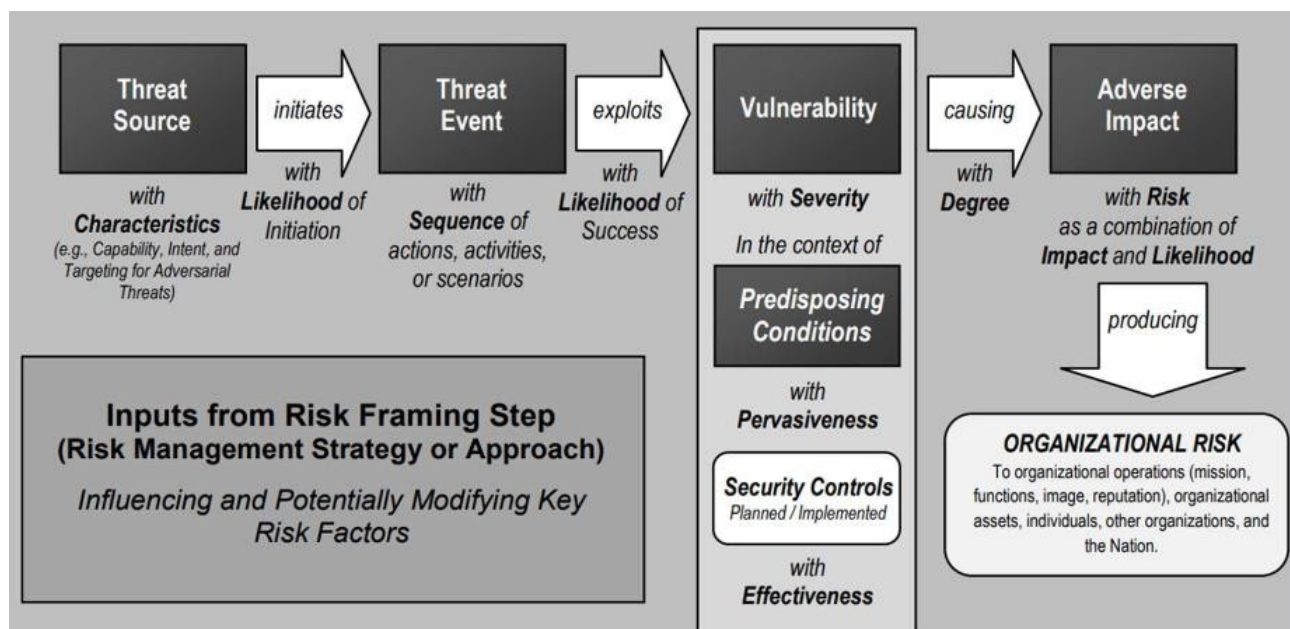 Threat
Source
with
Characteristics
(e.g., Capability, Intent, and
Targeting for Adversarial
Threats)
initiates
with
Likelihood of
Initiation
Threat
Event
with
Sequence of
actions, activities,
or scenarios
exploits
with
Likelihood of
Success
Vulnerability
with Severity
In the context of
Predisposing
Conditions
with
Pervasiveness
Security Controls
Planned / Implemented
with
Effectiveness
causing
with
Degree
Adverse
Impact
with Risk
as a combination of
Impact and Likelihood
producing
ORGANIZATIONAL RISK
To organizational operations (mission,
functions, image, reputation), organizational
assets, individuals, other organizations, and
the Nation.
Inputs from Risk Framing Step
(Risk Management Strategy or Approach)
Influencing and Potentially Modifying Key
Risk Factors